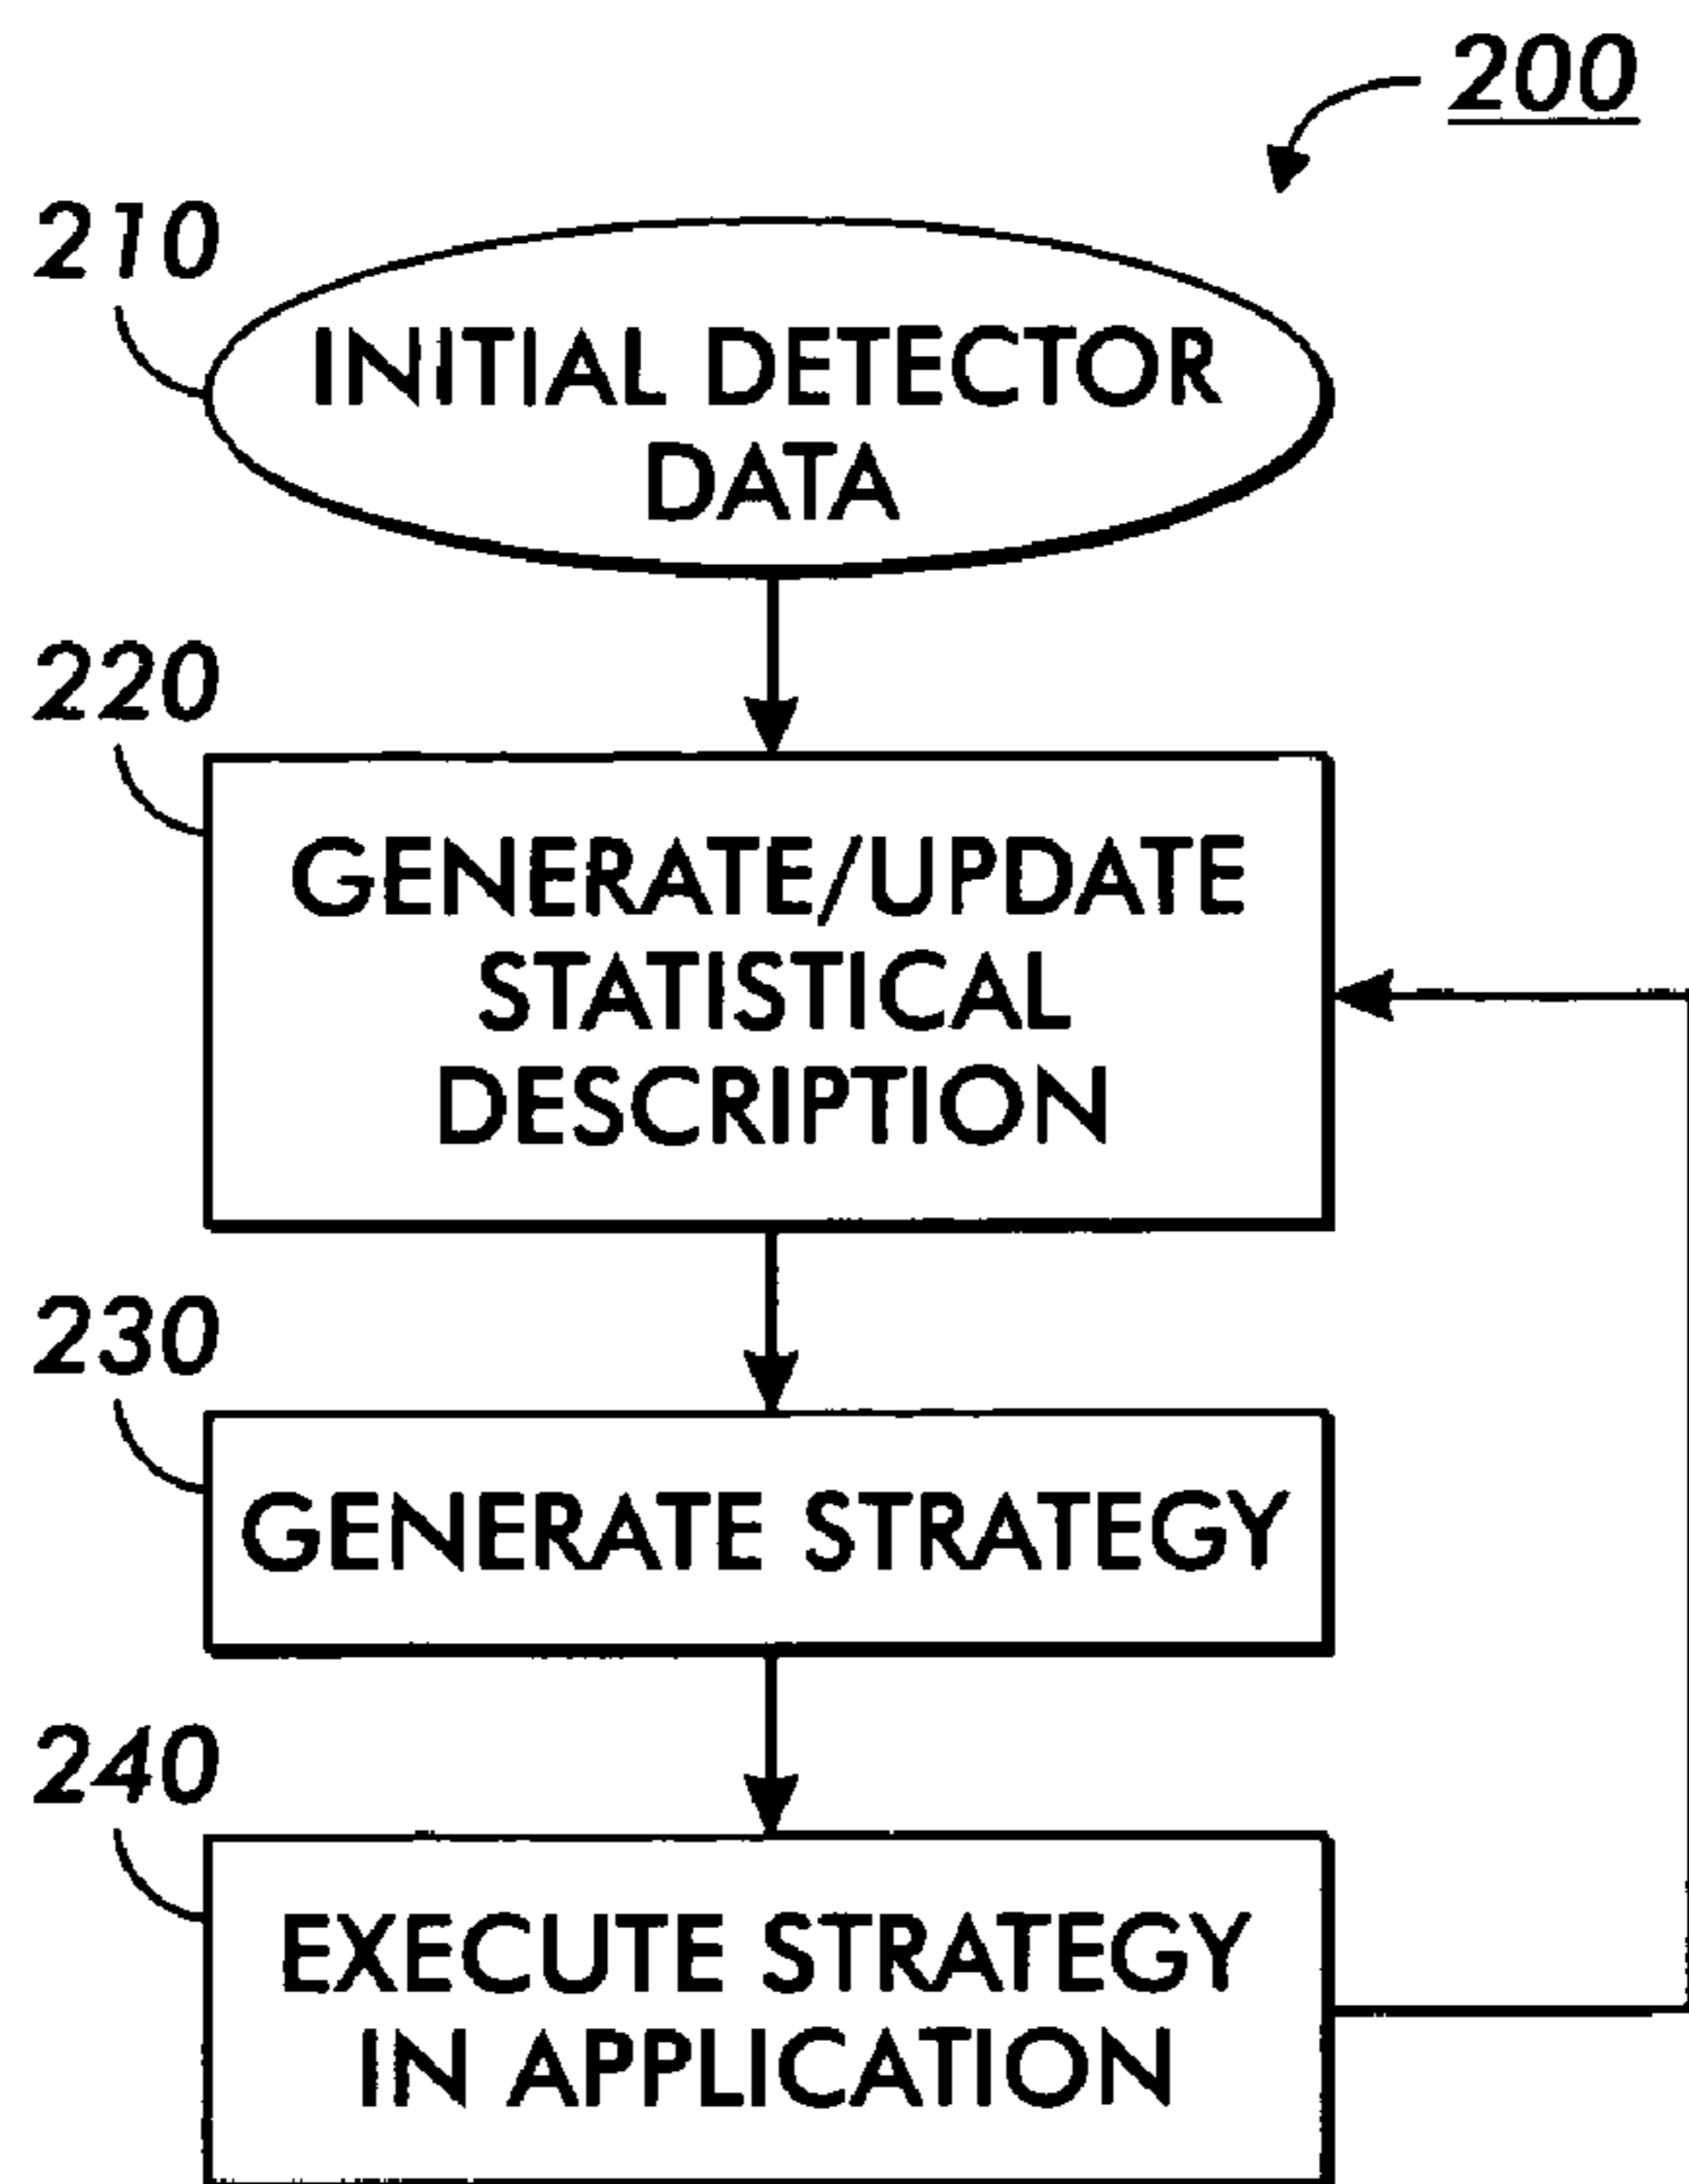 200
210
INITIAL DETECTOR
DATA
220
GENERATE/UPDATE
STATISTICAL
DESCRIPTION
230
GENERATE STRATEGY
240
EXECUTE STRATEGY
IN APPLICATION